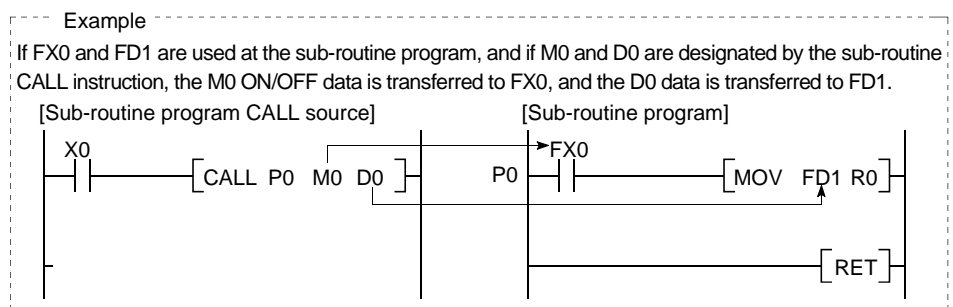 Example
If FX0 and FD1 are used at the sub-routine program, and if M0 and D0 are designated by the sub-routine
CALL instruction, the M0 ON/OFF data is transferred to FX0, and the D0 data is transferred to FD1.
[Sub-routine program CALL source] [Sub-routine program]
X0 FX0
CALL P0 M0 D0 P0 MOV FD1 R0
RET